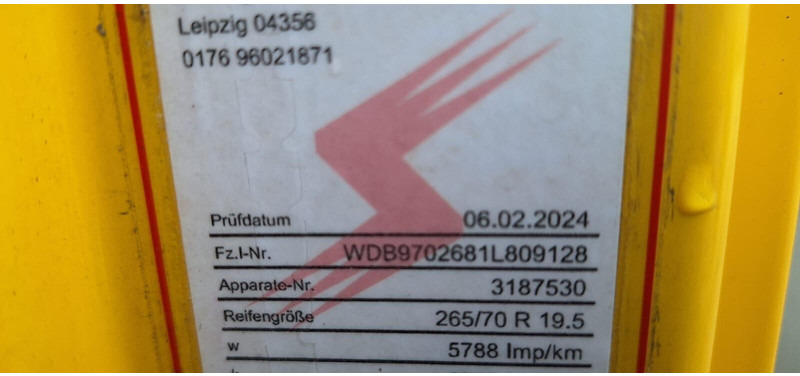 Leipzig 04356
0176 96021871
Prüfdatum 06.02.2024
Fz.I-Nr. WDB9702681L809128
Apparate-Nr. 3187530
Reifengröße 265/70 R 19.5
w 5788 Imp/km